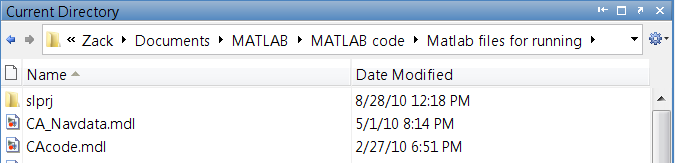 Current Directory
« Zack ▸ Documents ▸ MATLAB ▸ MATLAB code ▸ Matlab files for running ▸
Name Date Modified
slprj 8/28/10 12:18 PM
CA_Navdata.mdl 5/1/10 8:14 PM
CAcode.mdl 2/27/10 6:51 PM